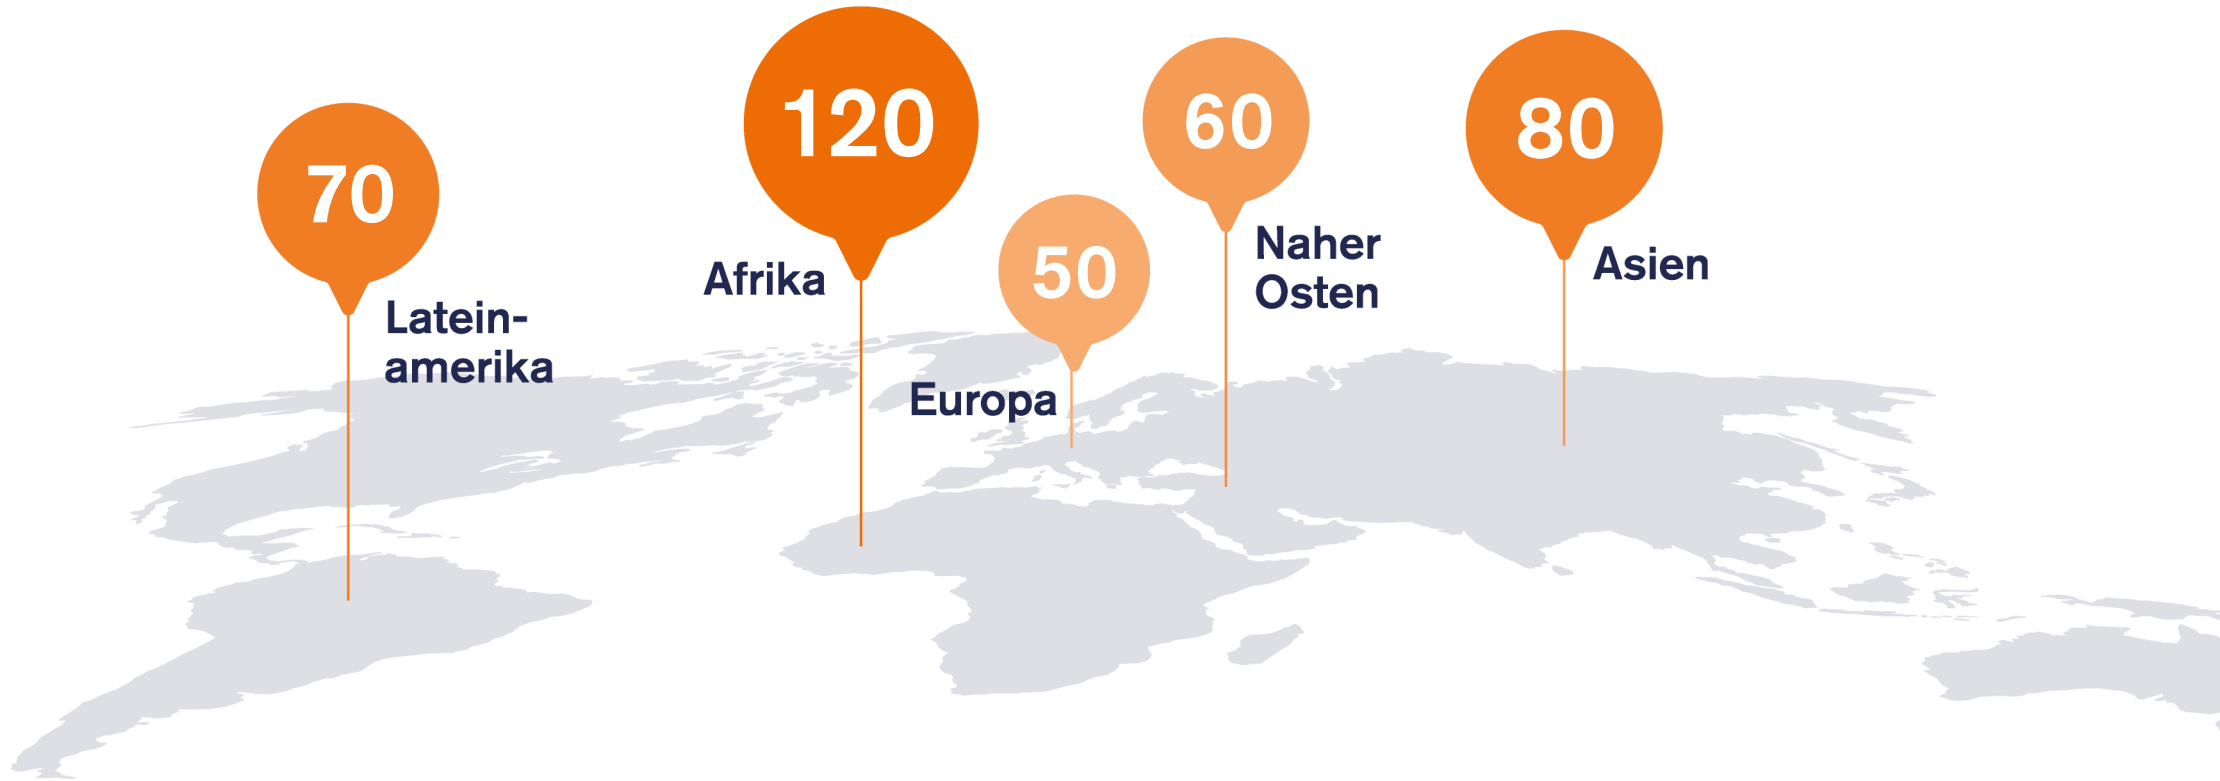 70
Latein-
amerika
120
Afrika
50
Europa
60
Naher
Osten
80
Asien